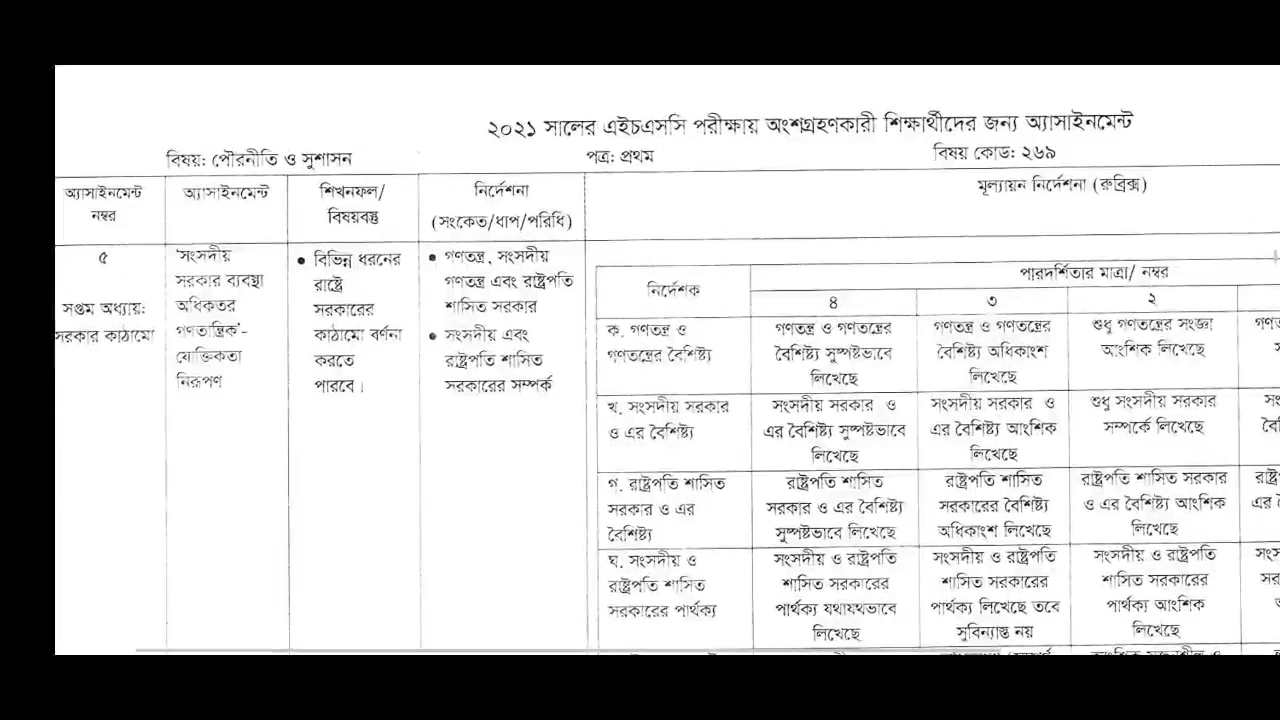 ২০২১ সালের এইচএসসি পরীক্ষায় অংশগ্রহণকারী শিক্ষার্থীদের জন্য অ্যাসাইনমেন্ট
বিষয়: পৌরনীতি ও সুশাসন পত্র: প্রথম বিষয় কোড: ২৬৯
অ্যাসাইনমেন্ট
নম্বর
অ্যাসাইনমেন্ট
শিখনফল/
বিষয়বস্তু
নির্দেশনা
(সংকেত/ধাপ/পরিধি)
মূল্যায়ন নির্দেশনা (রুব্রিক্স)
৫
সপ্তম অধ্যায়:
সরকার কাঠামো
'সংসদীয়
সরকার ব্যবস্থা
অধিকতর
গণতান্ত্রিক'-
যৌক্তিকতা
নিরূপণ
• বিভিন্ন ধরনের
রাষ্ট্রে
সরকারের
কাঠামো বর্ণনা
করতে
পারবে।
• গণতন্ত্র, সংসদীয়
গণতন্ত্র এবং রাষ্ট্রপতি
শাসিত সরকার
• সংসদীয় এবং
রাষ্ট্রপতি শাসিত
সরকারের সম্পর্ক
নির্দেশক
পারদর্শিতার মাত্রা/ নম্বর
৪ ৩ ২
ক. গণতন্ত্র ও
গণতন্ত্রের বৈশিষ্ট্য
গণতন্ত্র ও গণতন্ত্রের
বৈশিষ্ট্য সুস্পষ্টভাবে
লিখেছে
গণতন্ত্র ও গণতন্ত্রের
বৈশিষ্ট্য অধিকাংশ
লিখেছে
শুধু গণতন্ত্রের সংজ্ঞা
আংশিক লিখেছে
খ. সংসদীয় সরকার
ও এর বৈশিষ্ট্য
সংসদীয় সরকার ও
এর বৈশিষ্ট্য সুস্পষ্টভাবে
লিখেছে
সংসদীয় সরকার ও
এর বৈশিষ্ট্য আংশিক
লিখেছে
শুধু সংসদীয় সরকার
সম্পর্কে লিখেছে
গ. রাষ্ট্রপতি শাসিত
সরকার ও এর
বৈশিষ্ট্য
রাষ্ট্রপতি শাসিত
সরকার ও এর বৈশিষ্ট্য
সুস্পষ্টভাবে লিখেছে
রাষ্ট্রপতি শাসিত
সরকারের বৈশিষ্ট্য
অধিকাংশ লিখেছে
রাষ্ট্রপতি শাসিত সরকার
ও এর বৈশিষ্ট্য আংশিক
লিখেছে
ঘ. সংসদীয় ও
রাষ্ট্রপতি শাসিত
সরকারের পার্থক্য
সংসদীয় ও রাষ্ট্রপতি
শাসিত সরকারের
পার্থক্য যথাযথভাবে
লিখেছে
সংসদীয় ও রাষ্ট্রপতি
শাসিত সরকারের
পার্থক্য লিখেছে তবে
সুবিন্যাস্ত নয়
সংসদীয় ও রাষ্ট্রপতি
শাসিত সরকারের
পার্থক্য আংশিক
লিখেছে